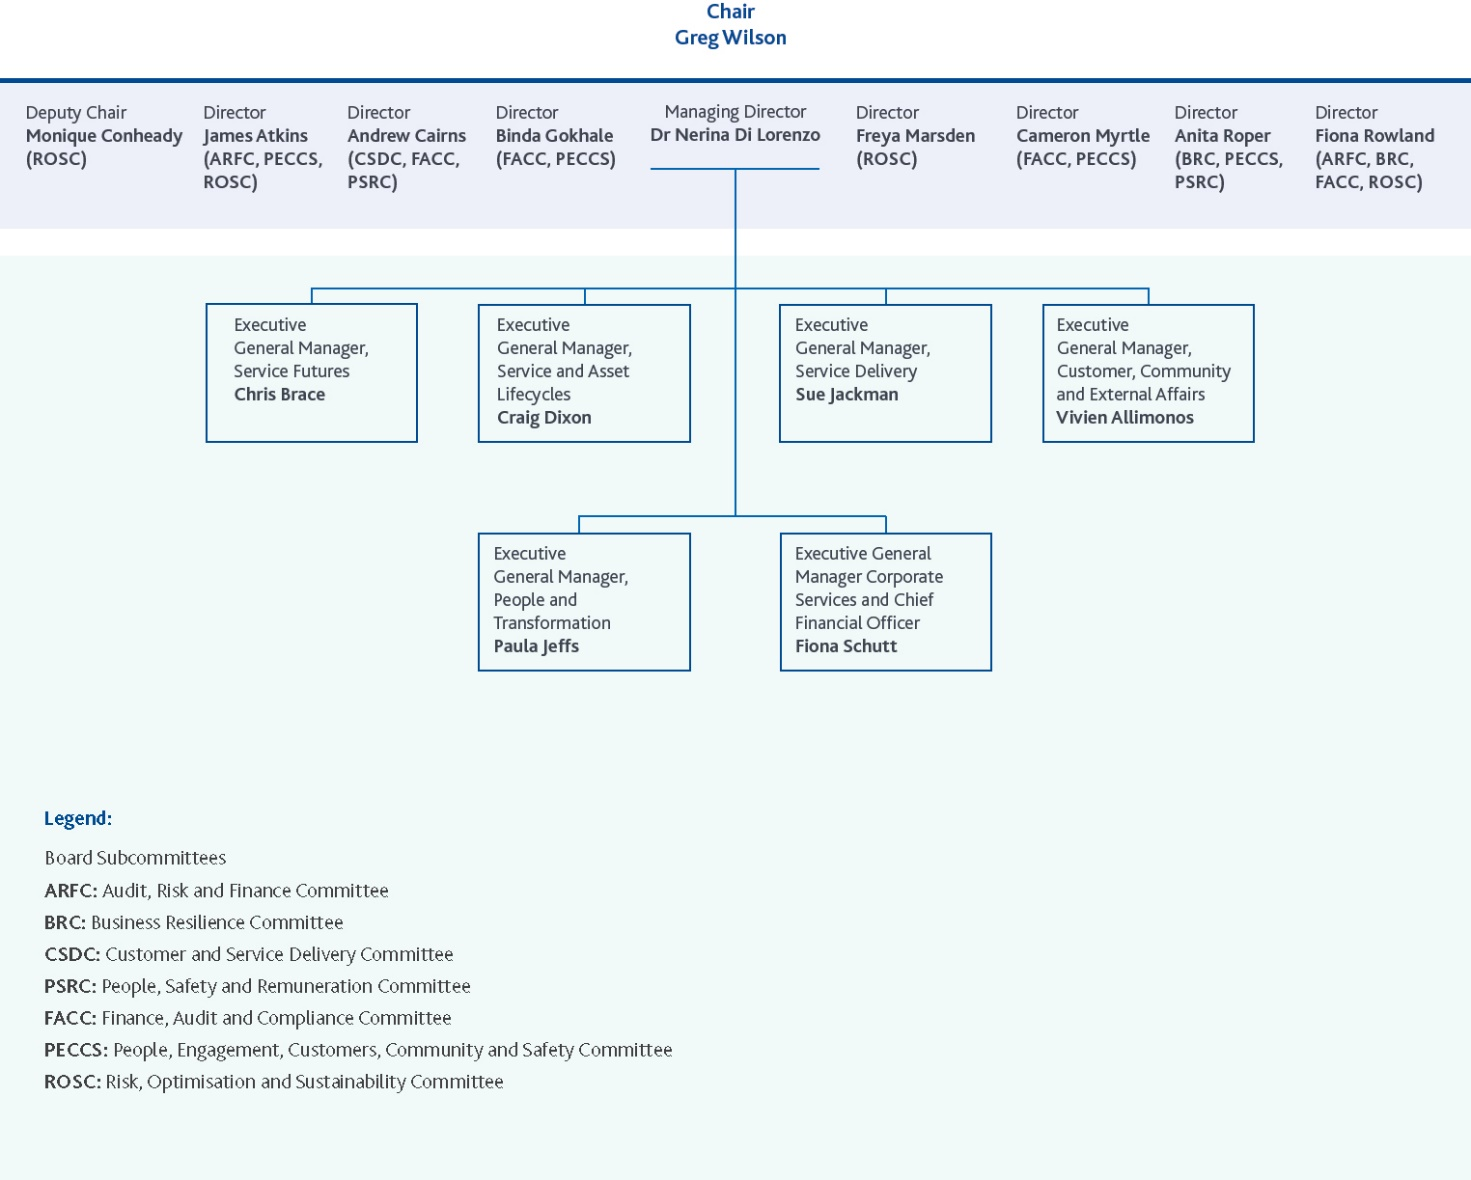 Chair
Greg Wilson
Deputy Chair
Monique Conheady
(ROSC)
Director
James Atkins
(ARFC, PECCS,
ROSC)
Director
Andrew Cairns
(CSDC, FACC,
PSRC)
Director
Binda Gokhale
(FACC, PECCS)
Managing Director
Dr Nerina Di Lorenzo
Director
Freya Marsden
(ROSC)
Director
Cameron Myrtle
(FACC, PECCS)
Director
Anita Roper
(BRC, PECCS,
PSRC)
Director
Fiona Rowland
(ARFC, BRC,
FACC, ROSC)
Executive
General Manager,
Service Futures
Chris Brace
Executive
General Manager,
Service and Asset
Lifecycles
Craig Dixon
Executive
General Manager,
Service Delivery
Sue Jackman
Executive
General Manager,
Customer, Community
and External Affairs
Vivien Allimonos
Executive
General Manager,
People and
Transformation
Paula Jeffs
Executive General
Manager Corporate
Services and Chief
Financial Officer
Fiona Schutt
Legend:
Board Subcommittees
ARFC: Audit, Risk and Finance Committee
BRC: Business Resilience Committee
CSDC: Customer and Service Delivery Committee
PSRC: People, Safety and Remuneration Committee
FACC: Finance, Audit and Compliance Committee
PECCS: People, Engagement, Customers, Community and Safety Committee
ROSC: Risk, Optimisation and Sustainability Committee